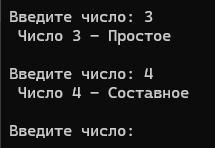 Введите число: 3
Число 3 – Простое
Введите число: 4
Число 4 – Составное
Введите число: